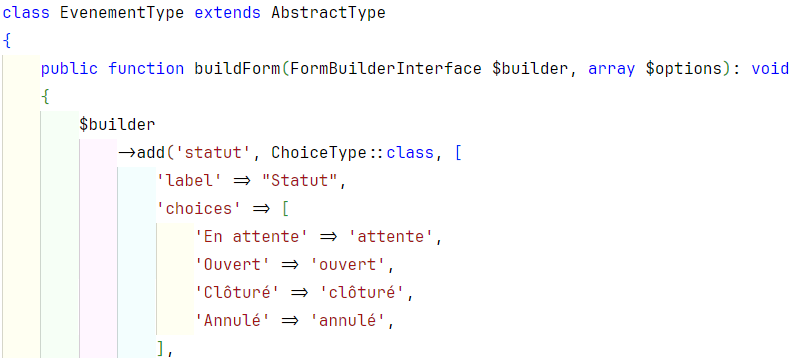 class EvenementType extends AbstractType
{
public function buildForm(FormBuilderInterface $builder, array $options): void
{
$builder
->add('statut', ChoiceType::class, [
'label' => "Statut",
'choices' => [
'En attente' => 'attente',
'Ouvert' => 'ouvert',
'Clôturé' => 'clôturé',
'Annulé' => 'annulé',
],